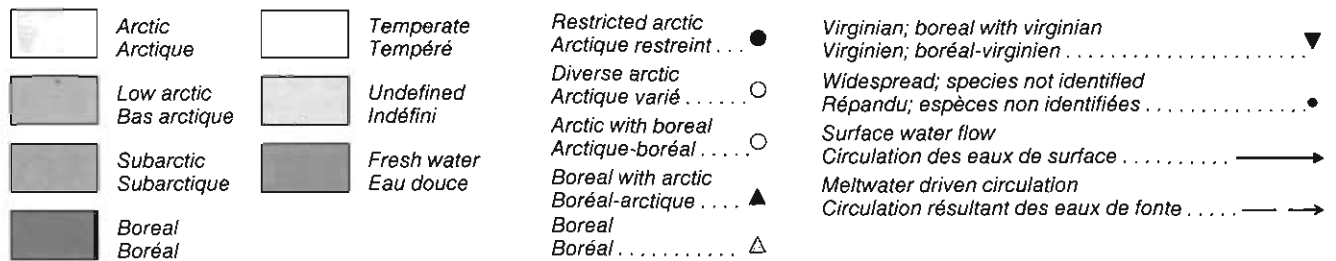 Arctic
Arctique
Low arctic
Bas arctique
Subarctic
Subarctique
Boreal
Boréal
Temperate
Tempéré
Undefined
Indéfini
Fresh water
Eau douce
Restricted arctic
Arctique restreint . . . ●
Diverse arctic
Arctique varié . . . . . . ○
Arctic with boreal
Arctique-boréal . . . . . ○
Boreal with arctic
Boréal-arctique . . . . ▲
Boreal
Boréal . . . . . . . . . . . △
Virginian; boreal with virginian
Virginien; boréal-virginien . . . . . . . . . . . . . . . . . . . . . . ▼
Widespread; species not identified
Répandu; espèces non identifiées . . . . . . . . . . . . . . . •
Surface water flow
Circulation des eaux de surface . . . . . . . . . . ⟶
Meltwater driven circulation
Circulation résultant des eaux de fonte . . . . . — — →